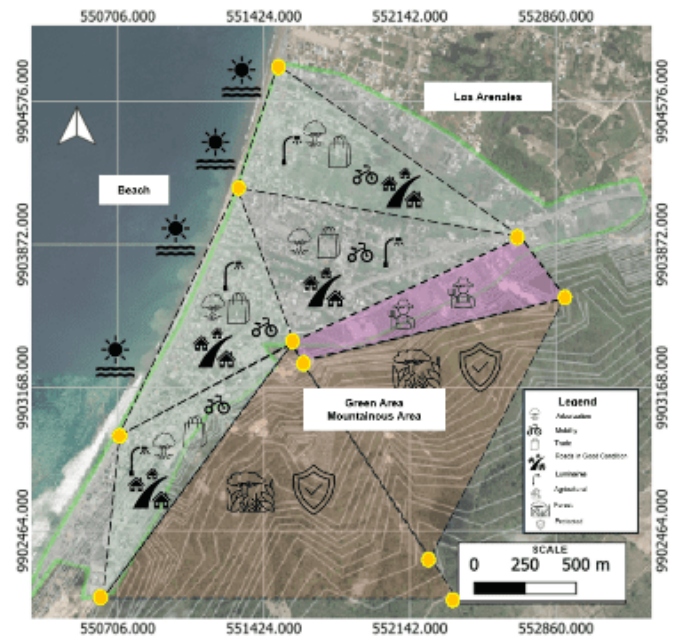 550706.000 551424.000 552142.000 552860.000
9904576.000 9904576.000
Los Arenales
Beach
9903872.000 9903872.000
9903168.000 9903168.000
Green Area
Mountainous Area
Legend
Arborization
Mobility
Trade
Roads in Good Condition
Luminaires
Agricultural
Forest
Protected
9902464.000 9902464.000
SCALE
0 250 500 m
550706.000 551424.000 552142.000 552860.000